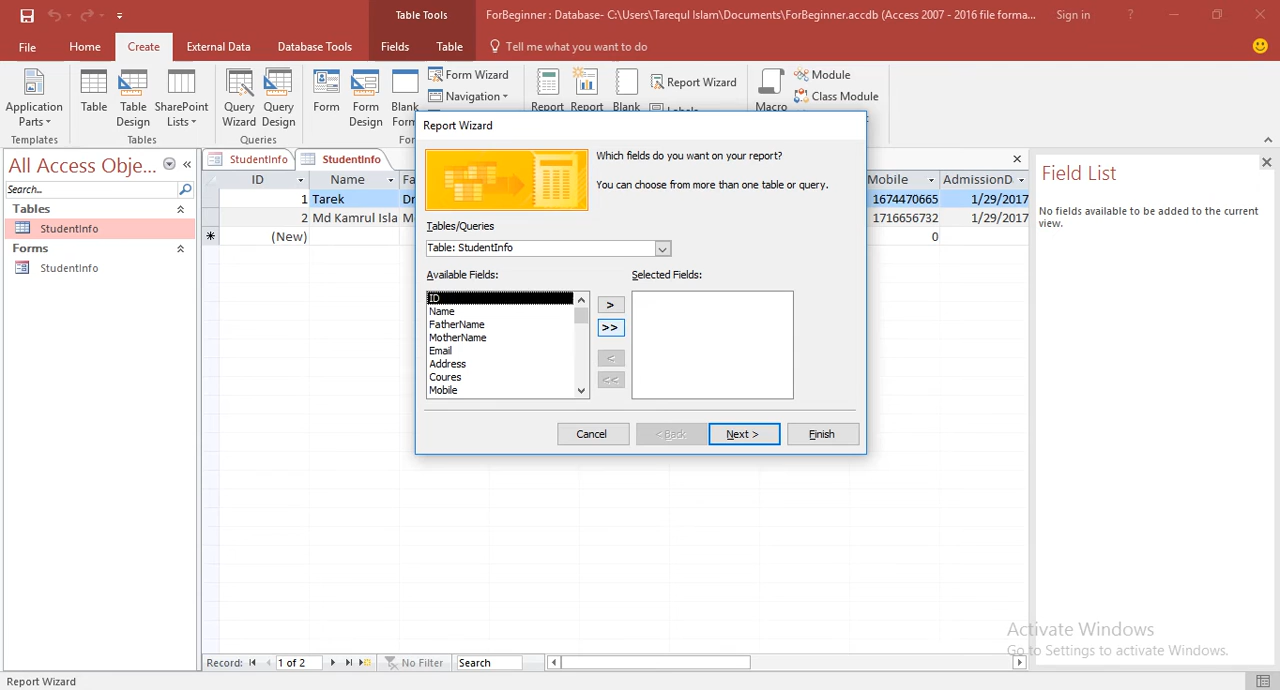 Table Tools
ForBeginner : Database- C:\Users\Tarequl Islam\Documents\ForBeginner.accdb (Access 2007 - 2016 file forma...
Sign in
?
File
Home
Create
External Data
Database Tools
Fields
Table
Tell me what you want to do
Application
Parts
Table
Table
Design
SharePoint
Lists
Query
Wizard
Query
Design
Form
Form
Design
Blank
Form Wizard
Navigation
Report
Report
Blank
Report Wizard
Macro
Module
Class Module
Templates
Tables
Queries
All Access Obje...
«
Search...
Tables
StudentInfo
Forms
StudentInfo
StudentInfo
StudentInfo
ID
Name
Mobile
AdmissionD
1
Tarek
1674470665
1/29/2017
2
Md Kamrul Isla
1716656732
1/29/2017
(New)
0
Report Wizard
Which fields do you want on your report?
You can choose from more than one table or query.
Tables/Queries
Table: StudentInfo
Available Fields:
Selected Fields:
ID
Name
FatherName
MotherName
Email
Address
Coures
Mobile
>
>>
<
<<
Cancel
< Back
Next >
Finish
Field List
No fields available to be added to the current
view.
Activate Windows
Go to Settings to activate Windows.
Record:
1 of 2
No Filter
Search
Report Wizard